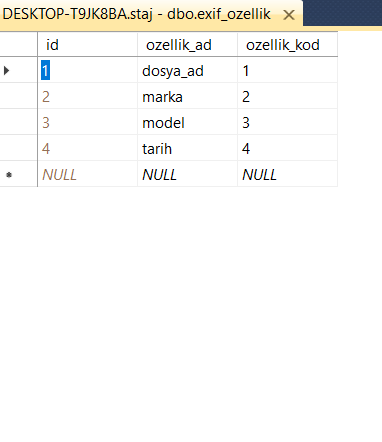 DESKTOP-T9JK8BA.staj - dbo.exif_ozellik
id ozellik_ad ozellik_kod
1 dosya_ad 1
2 marka 2
3 model 3
4 tarih 4
NULL NULL NULL